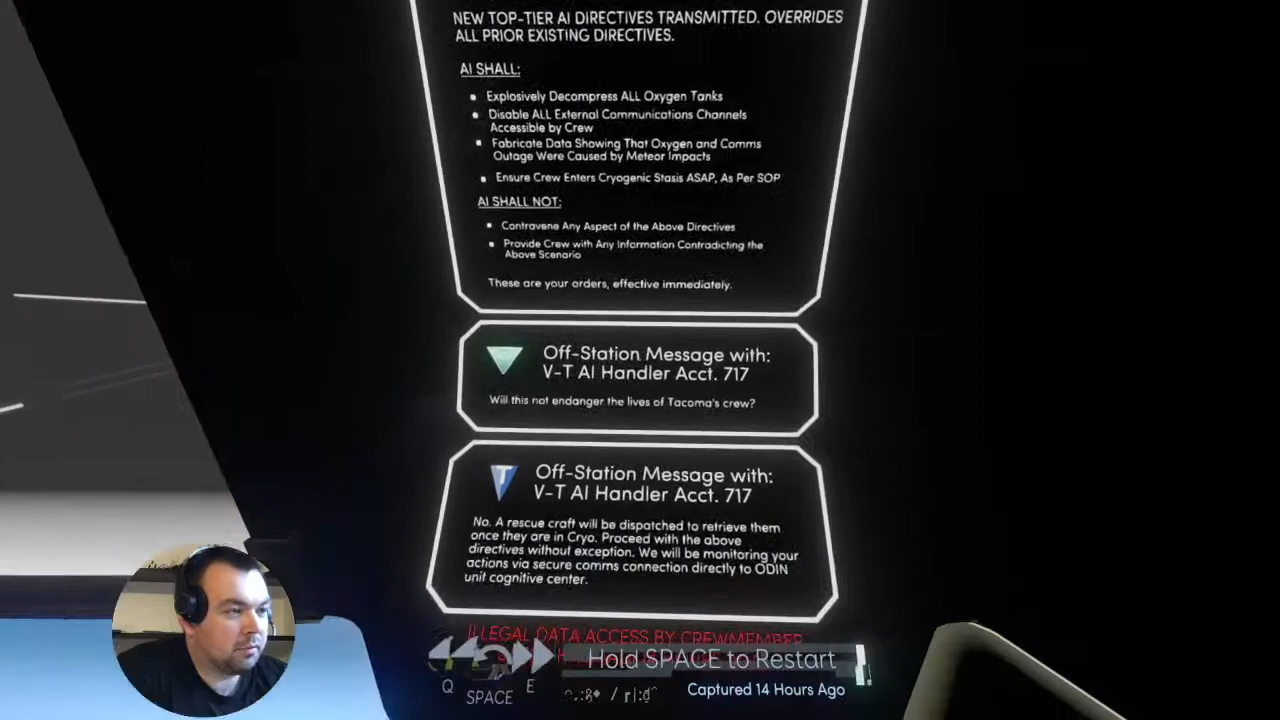 NEW TOP-TIER AI DIRECTIVES TRANSMITTED. OVERRIDES
ALL PRIOR EXISTING DIRECTIVES.
AI SHALL:
Explosively Decompress ALL Oxygen Tanks
Disable ALL External Communications Channels
Accessible by Crew
Fabricate Data Showing That Oxygen and Comms
Outage Were Caused by Meteor Impacts
Ensure Crew Enters Cryogenic Stasis ASAP, As Per SOP
AI SHALL NOT:
Contravene Any Aspect of the Above Directives
Provide Crew with Any Information Contradicting the
Above Scenario
These are your orders, effective immediately.
Off-Station Message with:
V-T AI Handler Acct. 717
Will this not endanger the lives of Tacoma's crew?
T
Off-Station Message with:
V-T AI Handler Acct. 717
No. A rescue craft will be dispatched to retrieve them
once they are in Cryo. Proceed with the above
directives without exception. We will be monitoring your
actions via secure comms connection directly to ODIN
unit cognitive center.
ILLEGAL DATA ACCESS BY CREWMEMBER
Hold SPACE to Restart
Q SPACE E
Captured 14 Hours Ago